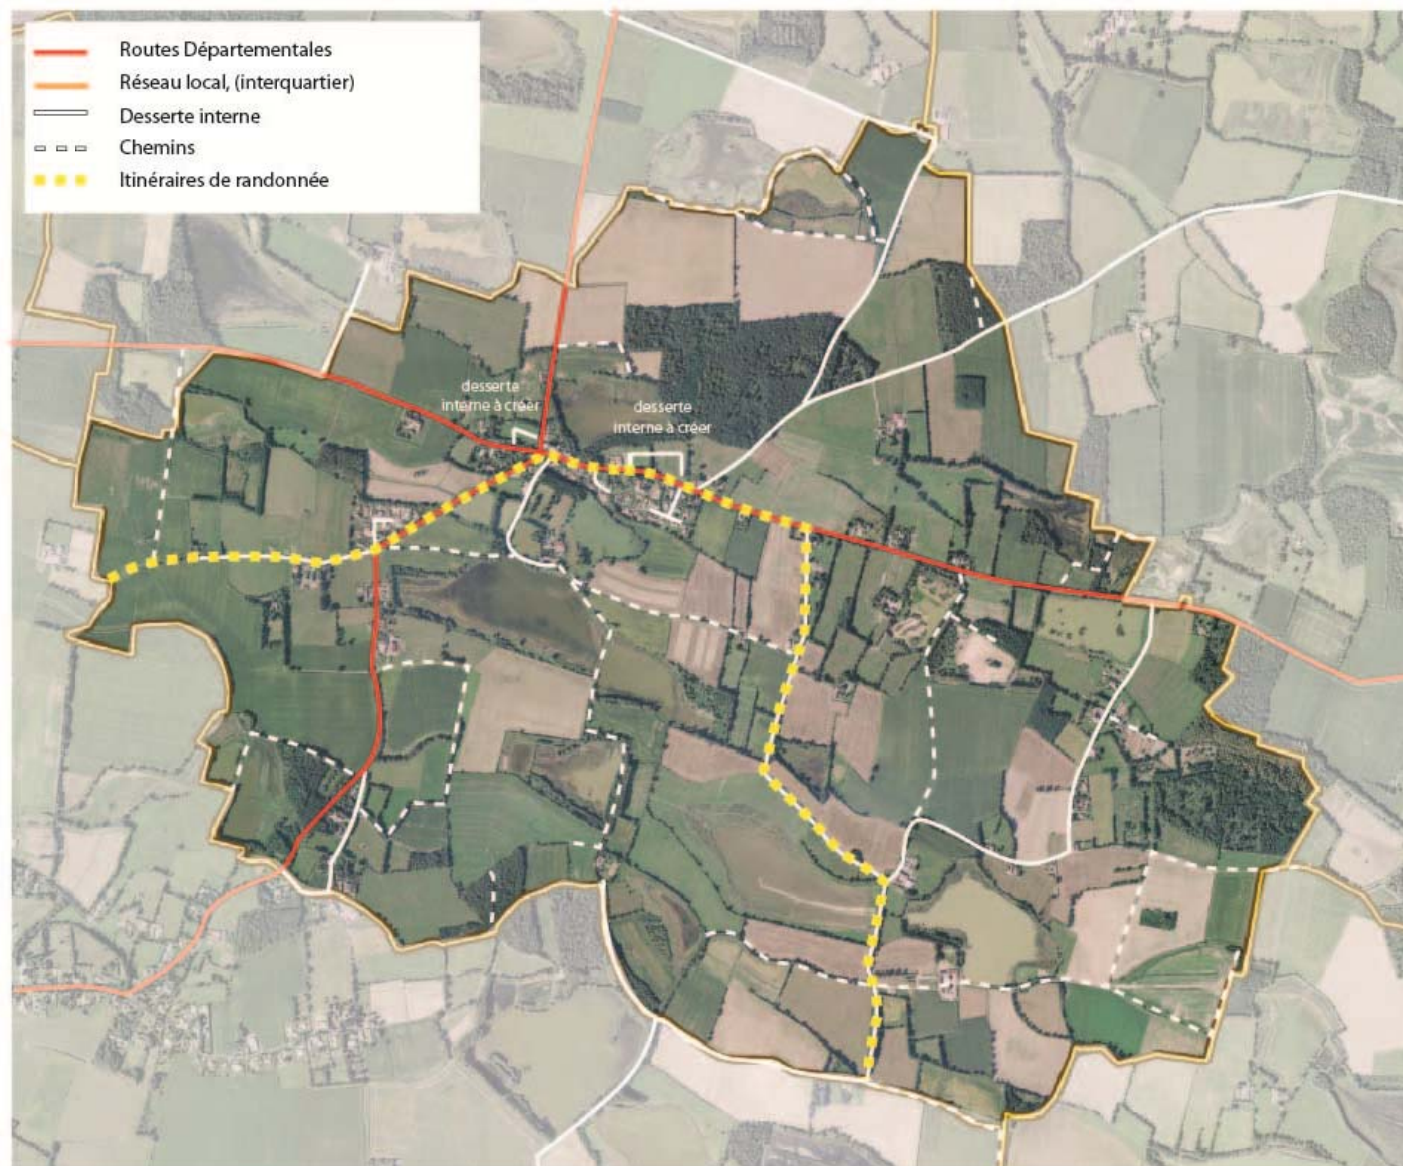 Routes Départementales
Réseau local, (interquartier)
Desserte interne
Chemins
Itinéraires de randonnée
desserte
interne à créer
desserte
interne à créer